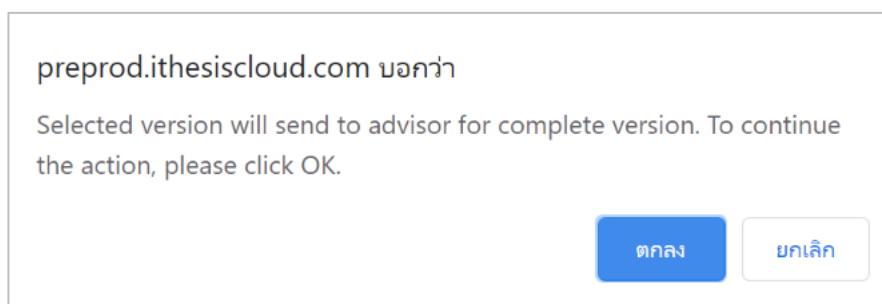 preprod.ithesiscloud.com บอกว่า
Selected version will send to advisor for complete version. To continue
the action, please click OK.
ตกลง ยกเลิก